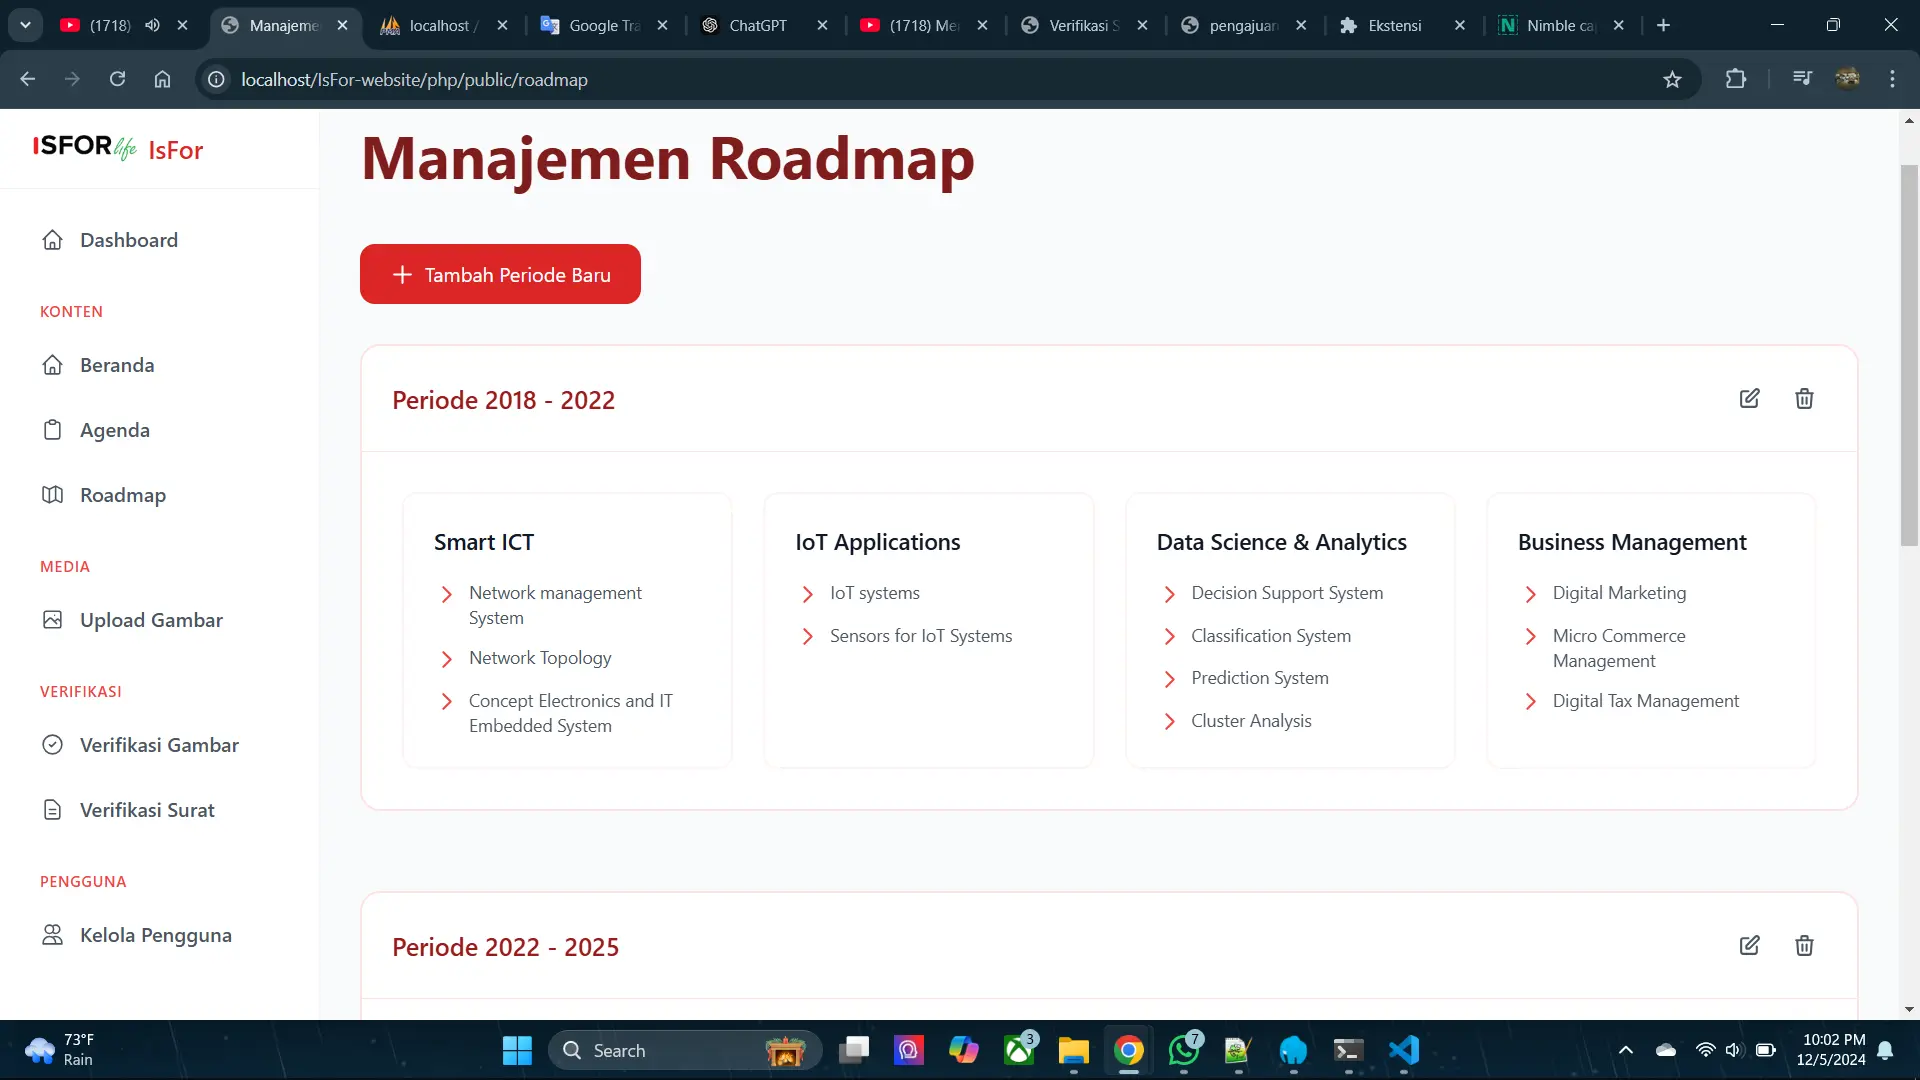 (1718)
Manajeme
localhost /
Google Tra
ChatGPT
(1718) Me
Verifikasi S
pengajuan
Ekstensi
Nimble ca
localhost/IsFor-website/php/public/roadmap
ISFORlife IsFor
Dashboard
KONTEN
Beranda
Agenda
Roadmap
MEDIA
Upload Gambar
VERIFIKASI
Verifikasi Gambar
Verifikasi Surat
PENGGUNA
Kelola Pengguna
Manajemen Roadmap
Tambah Periode Baru
Periode 2018 - 2022
Smart ICT
Network management
System
Network Topology
Concept Electronics and IT
Embedded System
IoT Applications
IoT systems
Sensors for IoT Systems
Data Science & Analytics
Decision Support System
Classification System
Prediction System
Cluster Analysis
Business Management
Digital Marketing
Micro Commerce
Management
Digital Tax Management
Periode 2022 - 2025
73°F
Rain
Search
3
7
10:02 PM
12/5/2024